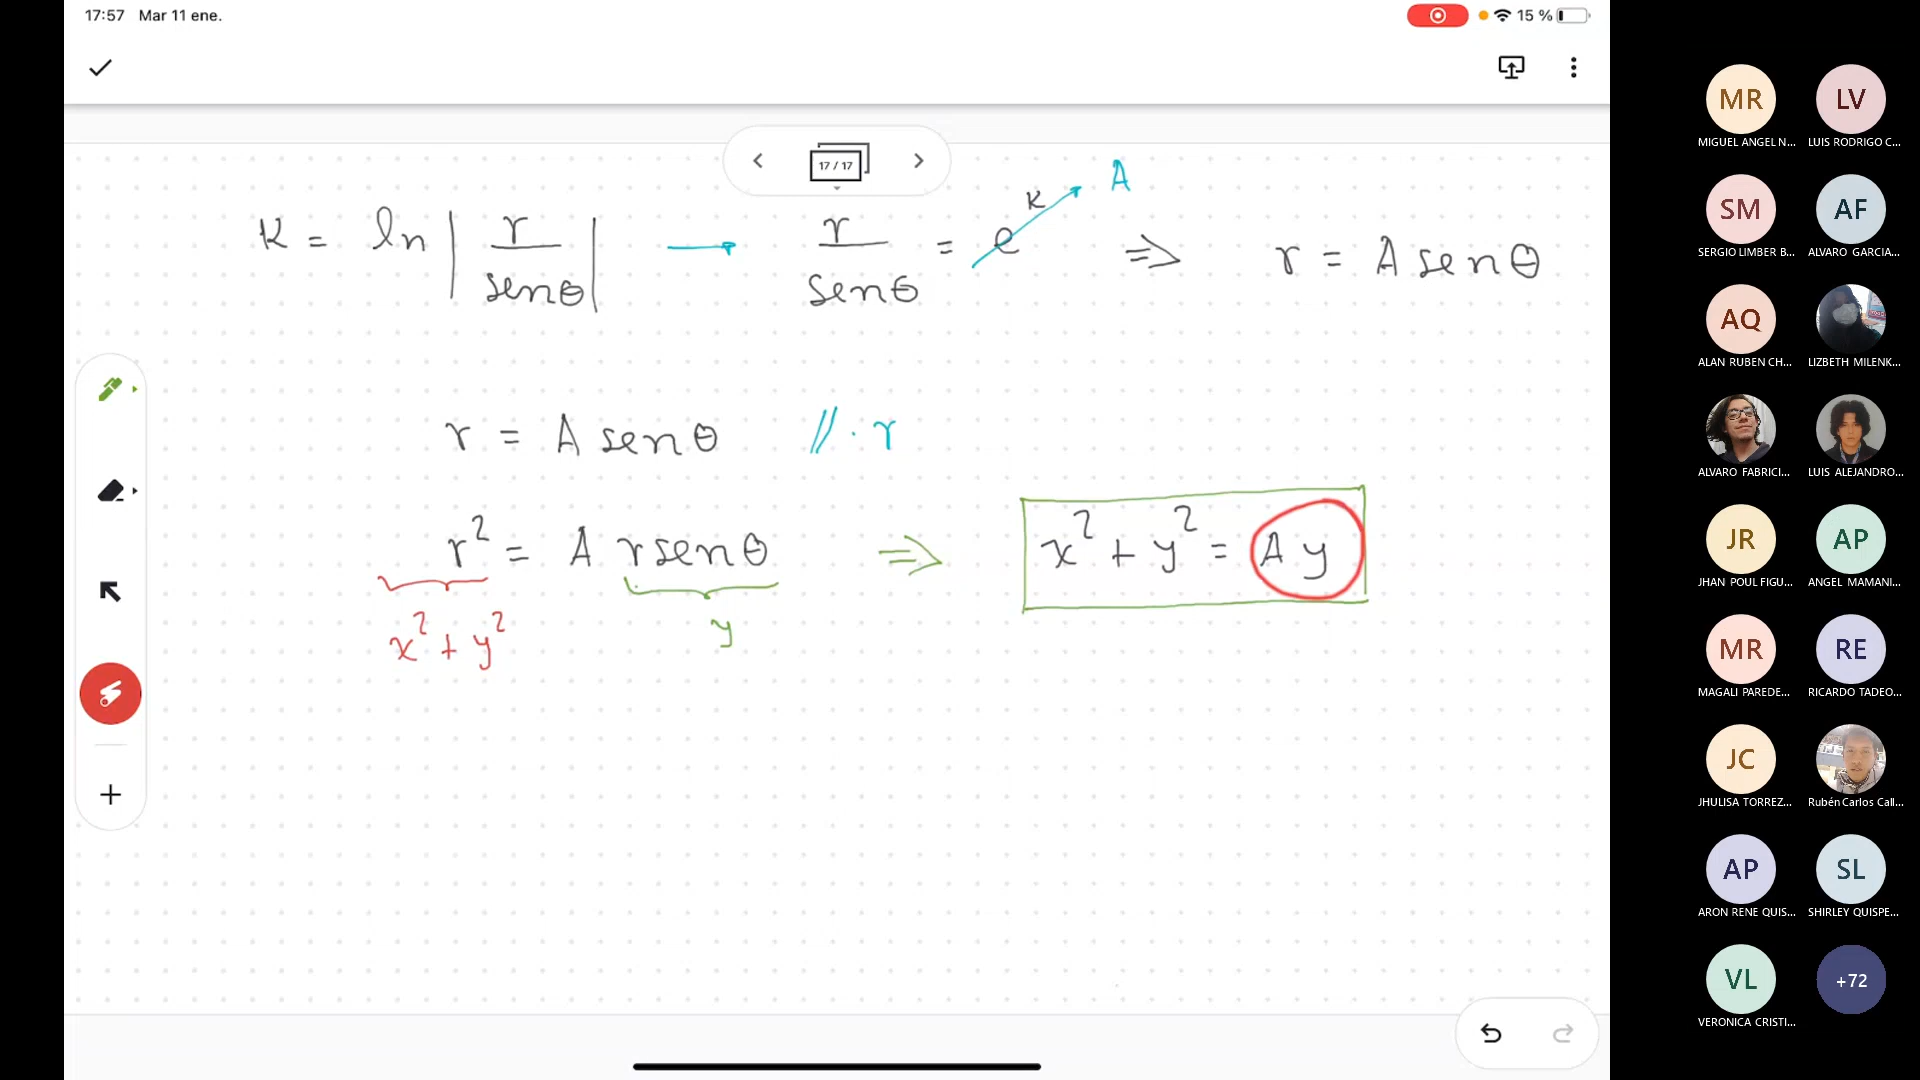 17:57 Mar 11 ene.
15 %
17 / 17
K = ln | r / senθ | → r / senθ = e^K A ⇒ r = A senθ
r = A senθ // · r
r² = A r senθ ⇒ x² + y² = A y
x² + y² y
MR LV
MIGUEL ANGEL N... LUIS RODRIGO C...
SM AF
SERGIO LIMBER B... ALVARO GARCIA...
AQ
ALAN RUBEN CH... LIZBETH MILENK...
ALVARO FABRICI... LUIS ALEJANDRO...
JR AP
JHAN POUL FIGU... ANGEL MAMANI...
MR RE
MAGALI PAREDE... RICARDO TADEO...
JC
JHULISA TORREZ... Rubén Carlos Call...
AP SL
ARON RENE QUIS... SHIRLEY QUISPE...
VL +72
VERONICA CRISTI...